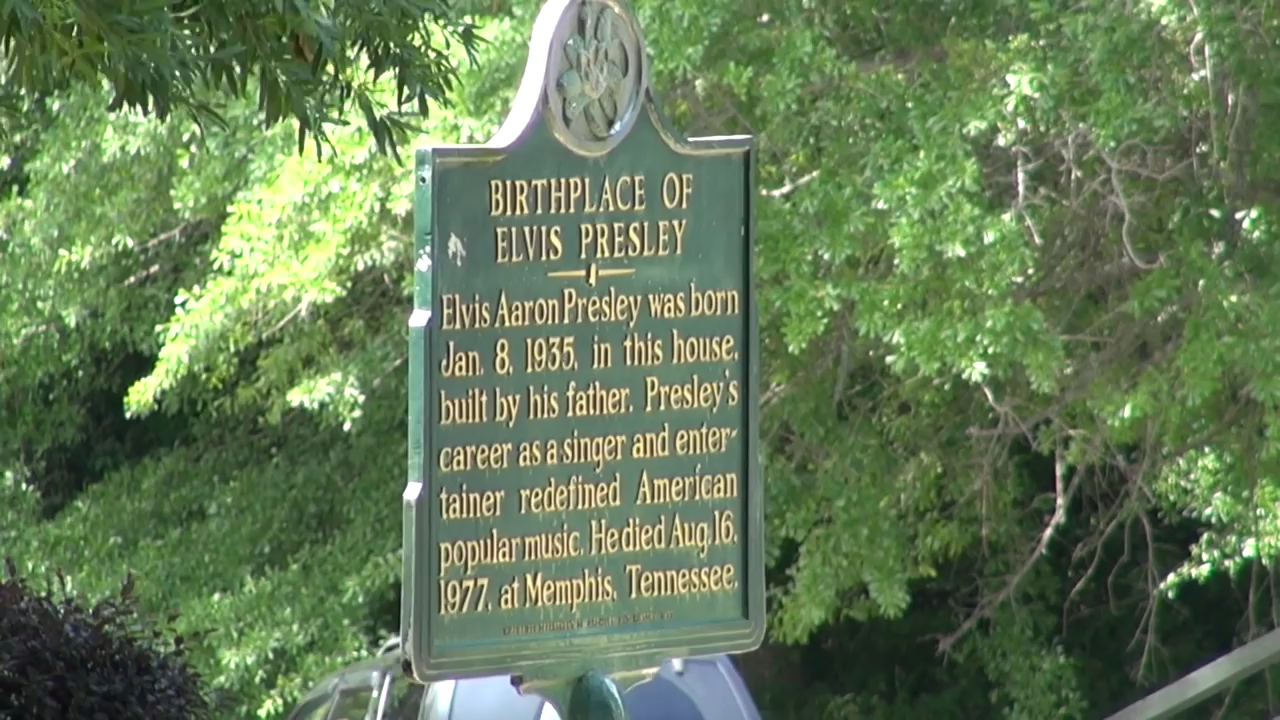 BIRTHPLACE OF
ELVIS PRESLEY
Elvis Aaron Presley was born
Jan. 8, 1935, in this house,
built by his father. Presley's
career as a singer and enter-
tainer redefined American
popular music. He died Aug. 16,
1977, at Memphis, Tennessee.